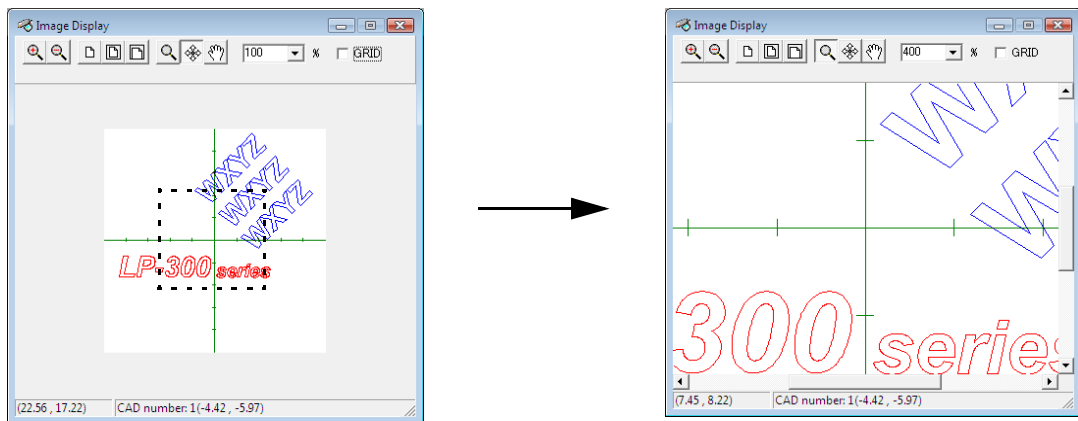 Image Display
100 % GRID
WXYZ
WXYZ
WXYZ
LP-300 series
(22.56 , 17.22) CAD number: 1(-4.42 , -5.97)
Image Display
400 % GRID
W
W
300 series
(7.45 , 8.22) CAD number: 1(-4.42 , -5.97)